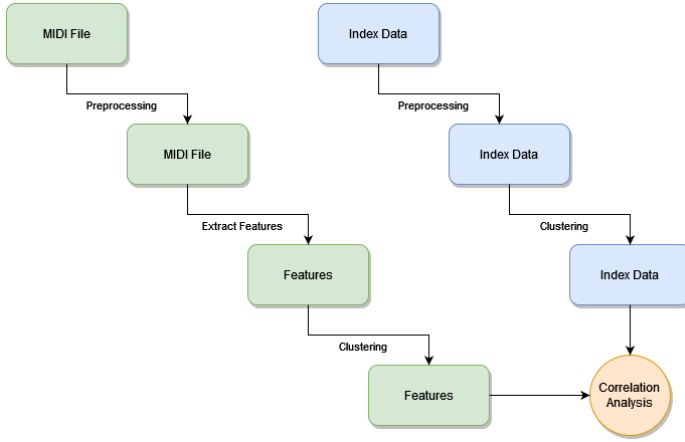 MIDI File
Index Data
Preprocessing
Preprocessing
MIDI File
Index Data
Extract Features
Clustering
Features
Index Data
Clustering
Features
Correlation
Analysis